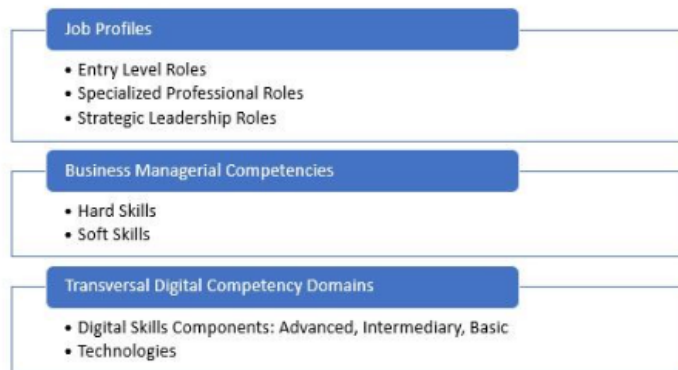 Job Profiles
• Entry Level Roles
• Specialized Professional Roles
• Strategic Leadership Roles
Business Managerial Competencies
• Hard Skills
• Soft Skills
Transversal Digital Competency Domains
• Digital Skills Components: Advanced, Intermediary, Basic
• Technologies